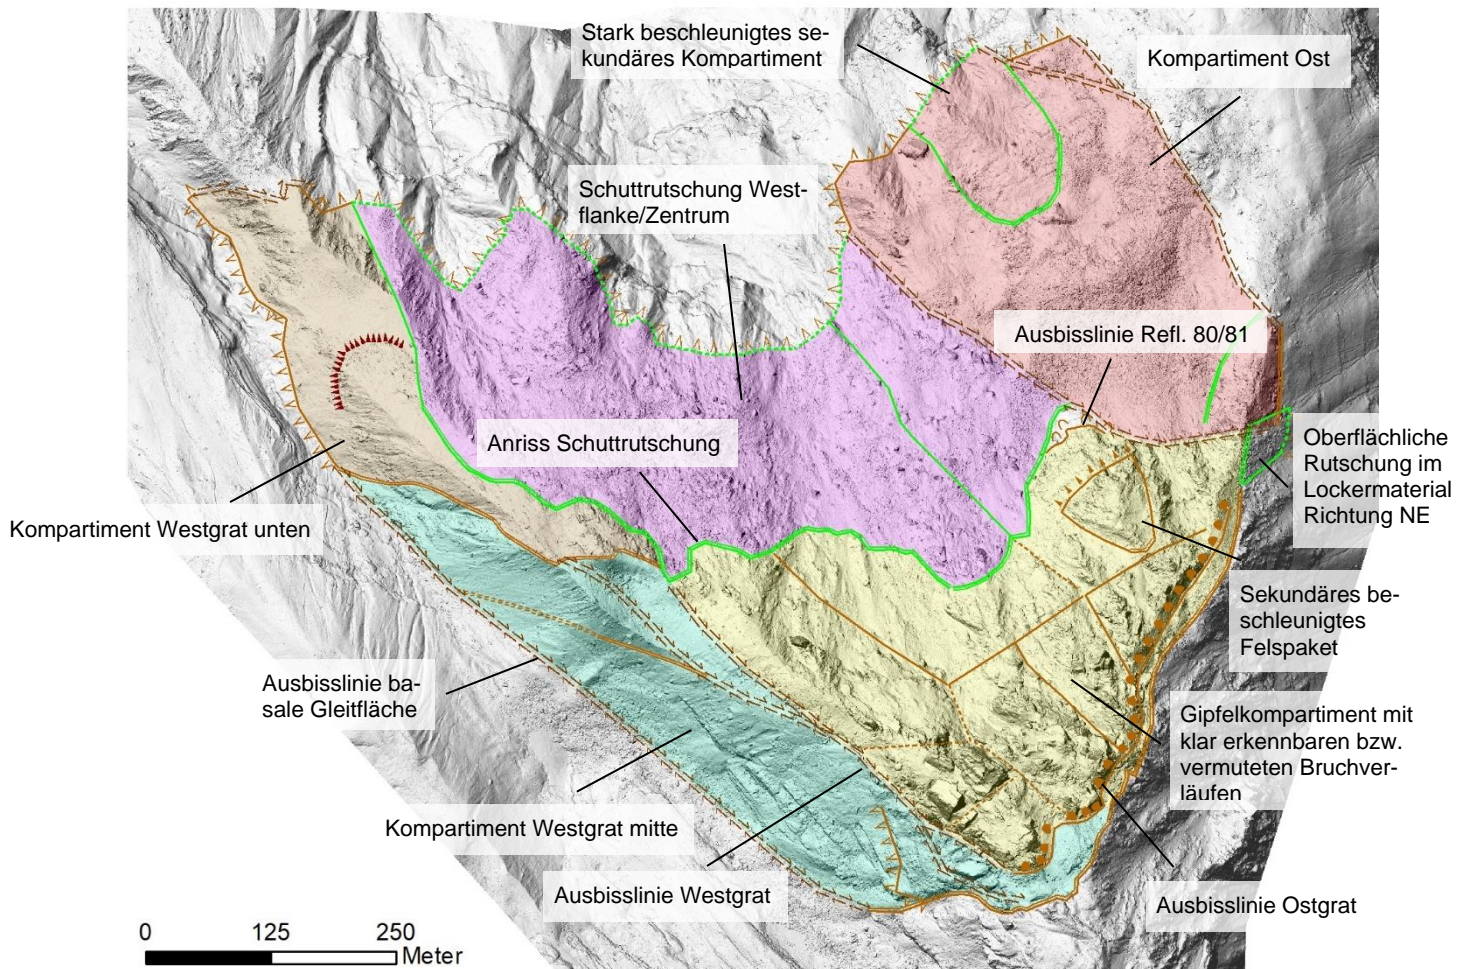 Stark beschleunigtes se-
kundäres Kompartiment
Kompartiment Ost
Schuttrutschung West-
flanke/Zentrum
Ausbisslinie Refl. 80/81
Anriss Schuttrutschung
Oberflächliche
Rutschung im
Lockermaterial
Richtung NE
Kompartiment Westgrat unten
Sekundäres be-
schleunigtes
Felspaket
Ausbisslinie ba-
sale Gleitfläche
Gipfelkompartiment mit
klar erkennbaren bzw.
vermuteten Bruchver-
läufen
Kompartiment Westgrat mitte
Ausbisslinie Westgrat
Ausbisslinie Ostgrat
0 125 250
Meter